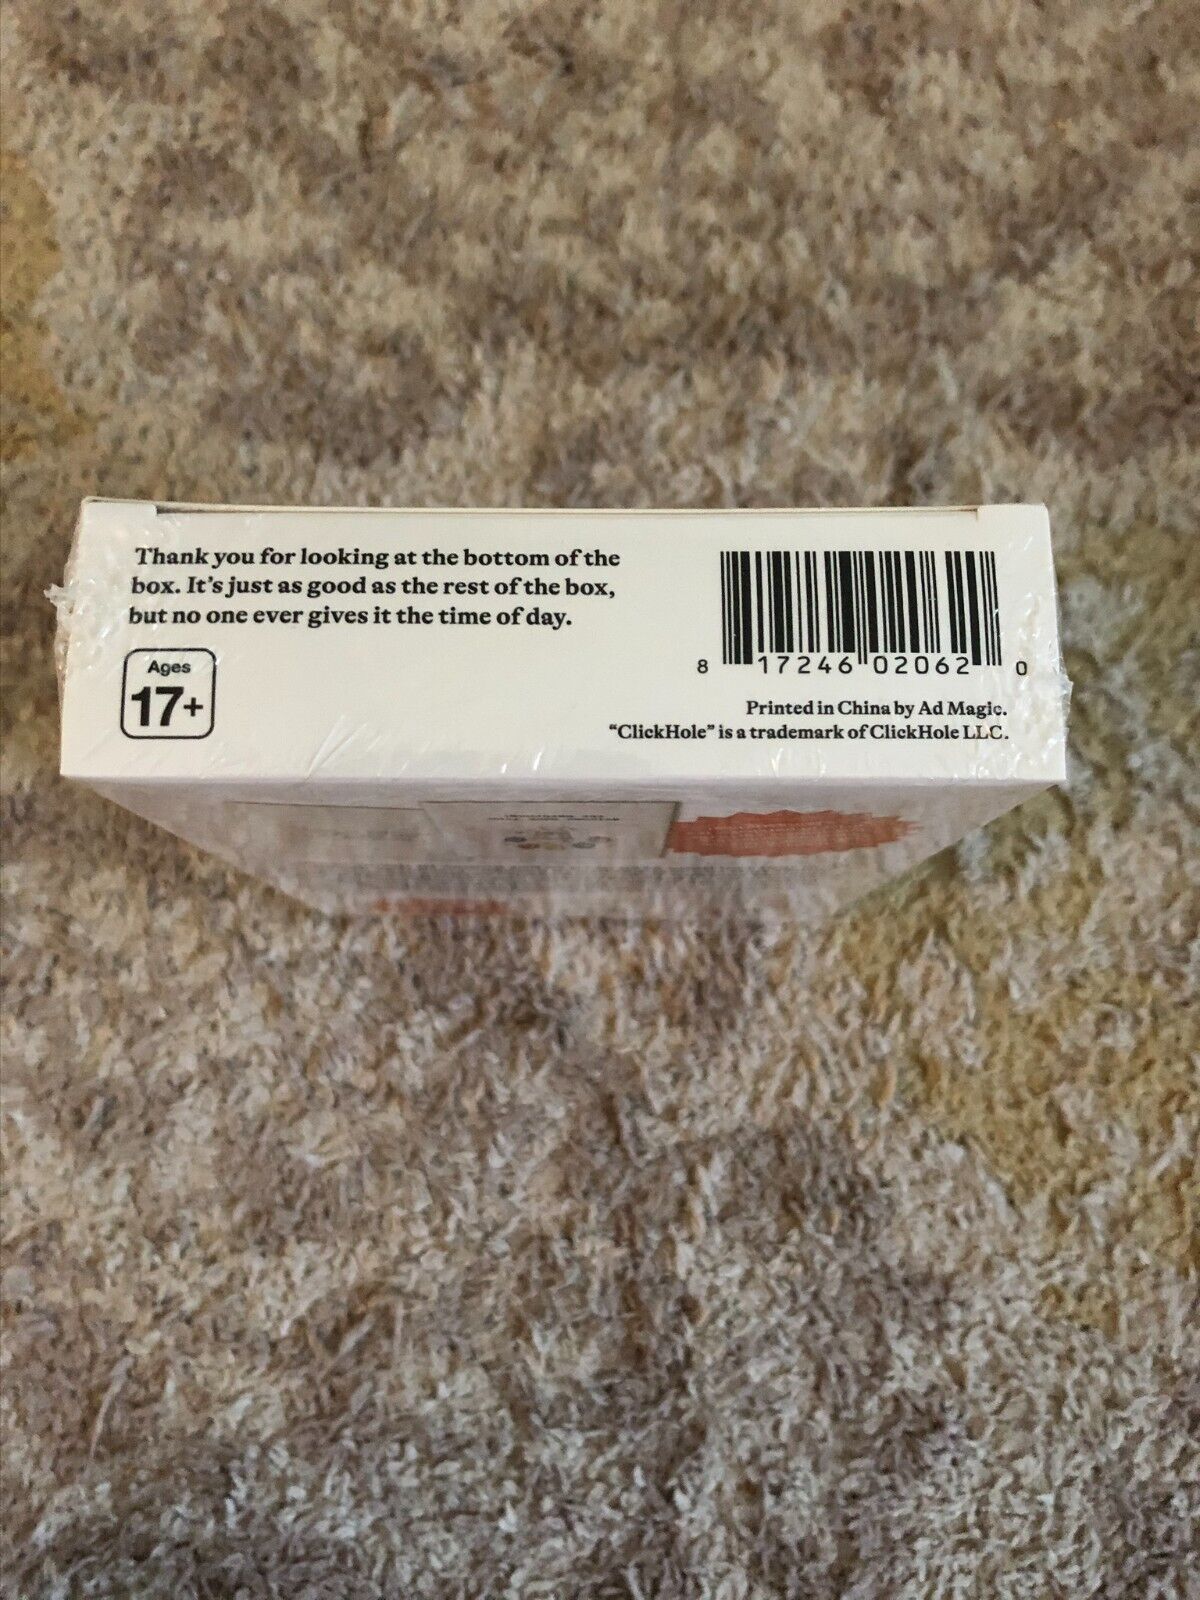 Thank you for looking at the bottom of the
box. It's just as good as the rest of the box,
but no one ever gives it the time of day.
Ages
17+
8 17246 02062 0
Printed in China by Ad Magic.
"ClickHole" is a trademark of ClickHole LLC.